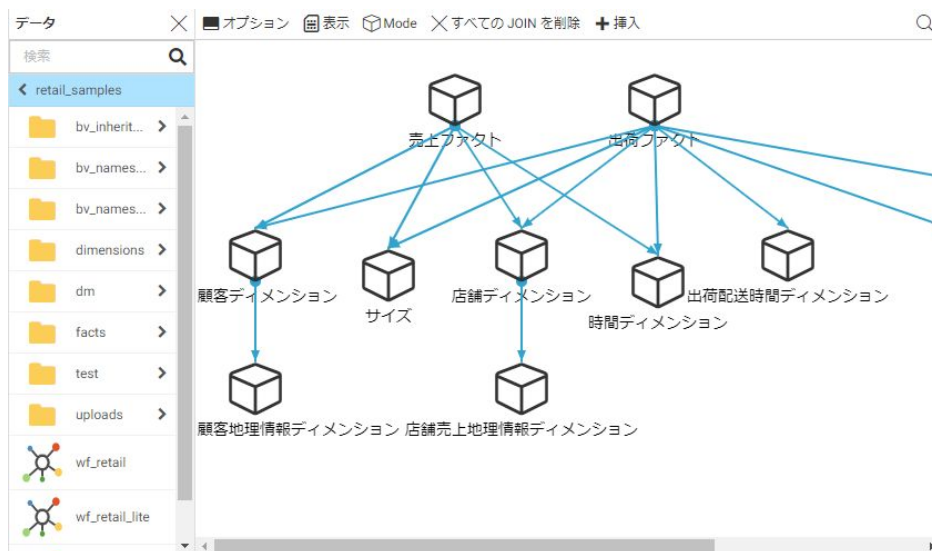 データ
オプション 表示 Mode すべての JOIN を削除 挿入
検索
retail_samples
bv_inherit...
bv_names...
bv_names...
dimensions
dm
facts
test
uploads
wf_retail
wf_retail_lite
売上ファクト 出荷ファクト
顧客ディメンション サイズ 店舗ディメンション 時間ディメンション 出荷配送時間ディメンション
顧客地理情報ディメンション 店舗売上地理情報ディメンション